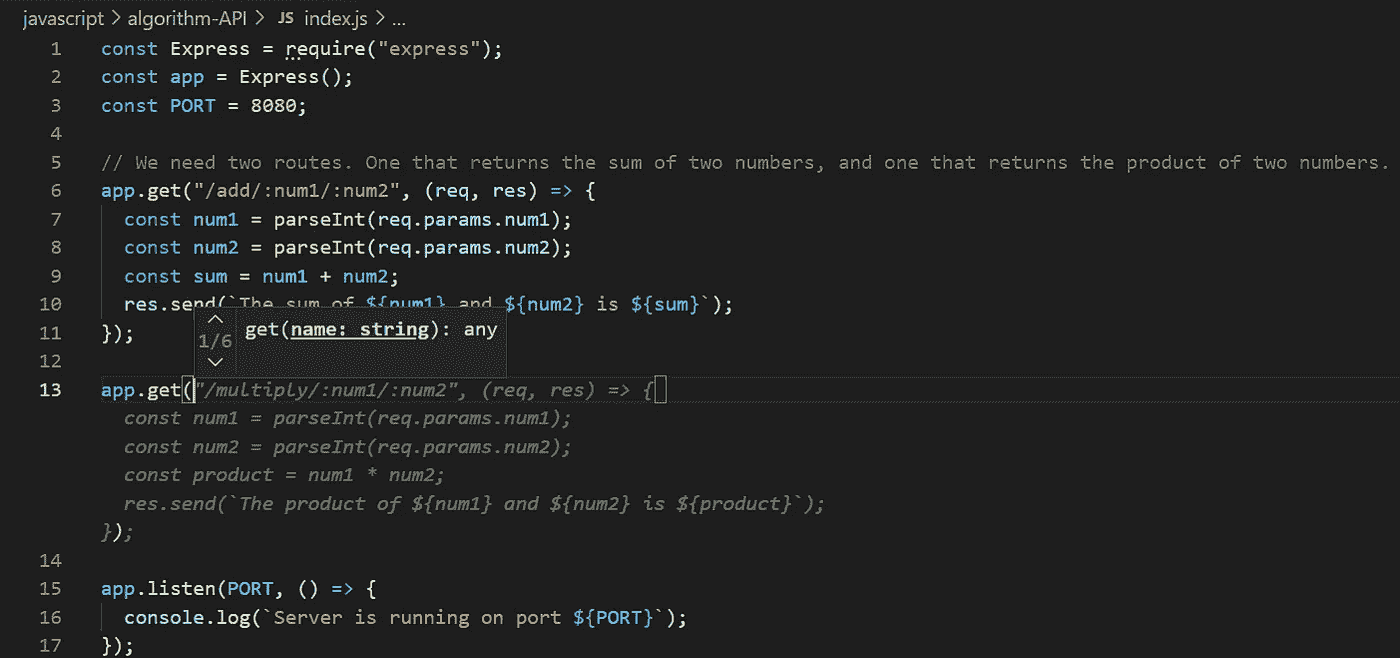 javascript > algorithm-API > JS index.js > ...
1 const Express = require("express");
2 const app = Express();
3 const PORT = 8080;
4
5 // We need two routes. One that returns the sum of two numbers, and one that returns the product of two numbers.
6 app.get("/add/:num1/:num2", (req, res) => {
7 const num1 = parseInt(req.params.num1);
8 const num2 = parseInt(req.params.num2);
9 const sum = num1 + num2;
10 res.send(`The sum of ${num1} and ${num2} is ${sum}`);
11 });
1/6 get(name: string): any
12
13 app.get("/multiply/:num1/:num2", (req, res) => {
const num1 = parseInt(req.params.num1);
const num2 = parseInt(req.params.num2);
const product = num1 * num2;
res.send(`The product of ${num1} and ${num2} is ${product}`);
});
14
15 app.listen(PORT, () => {
16 console.log(`Server is running on port ${PORT}`);
17 });